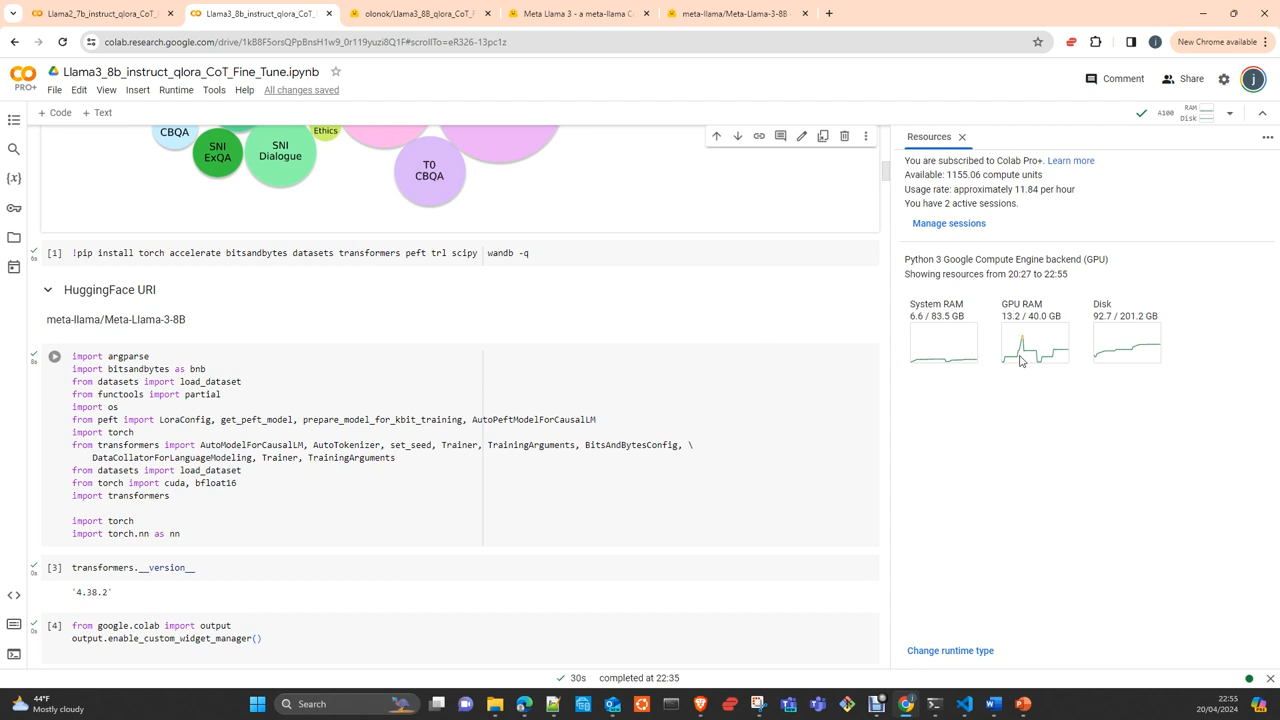 Llama2_7b_instruct_qlora_CoT_F
Llama3_8b_instruct_qlora_CoT_F
olonok/Llama3_8B_qlora_CoT_F
Meta Llama 3 - a meta-llama C
meta-llama/Meta-Llama-3-8B
colab.research.google.com/drive/1kB8F5orsQPpBnsH1w9_0r119yuzi8Q1F#scrollTo=eR326-13pc1z
New Chrome available
PRO+
Llama3_8b_instruct_qlora_CoT_Fine_Tune.ipynb
Comment
Share
j
File Edit View Insert Runtime Tools Help All changes saved
+ Code + Text
A100
RAM
Disk
CBQA
SNI
ExQA
SNI
Dialogue
Ethics
T0
CBQA
[1] !pip install torch accelerate bitsandbytes datasets transformers peft trl scipy wandb -q
6s
HuggingFace URI
meta-llama/Meta-Llama-3-8B
8s
import argparse
import bitsandbytes as bnb
from datasets import load_dataset
from functools import partial
import os
from peft import LoraConfig, get_peft_model, prepare_model_for_kbit_training, AutoPeftModelForCausalLM
import torch
from transformers import AutoModelForCausalLM, AutoTokenizer, set_seed, Trainer, TrainingArguments, BitsAndBytesConfig, \
DataCollatorForLanguageModeling, Trainer, TrainingArguments
from datasets import load_dataset
from torch import cuda, bfloat16
import transformers
import torch
import torch.nn as nn
[3] transformers.__version__
0s
'4.38.2'
[4] from google.colab import output
0s
output.enable_custom_widget_manager()
Resources
You are subscribed to Colab Pro+. Learn more
Available: 1155.06 compute units
Usage rate: approximately 11.84 per hour
You have 2 active sessions.
Manage sessions
Python 3 Google Compute Engine backend (GPU)
Showing resources from 20:27 to 22:55
System RAM
6.6 / 83.5 GB
GPU RAM
13.2 / 40.0 GB
Disk
92.7 / 201.2 GB
Change runtime type
30s completed at 22:35
44°F
Mostly cloudy
Search
22:55
20/04/2024